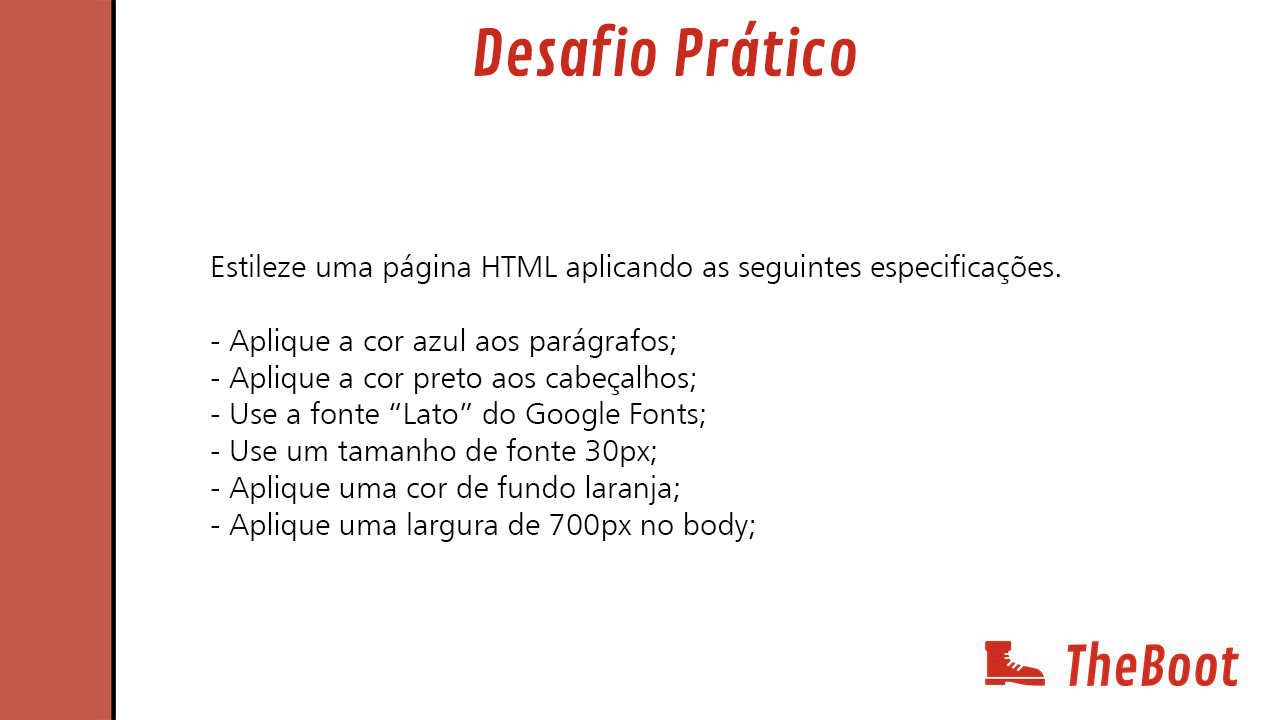 Desafio Prático
Estileze uma página HTML aplicando as seguintes especificações.
- Aplique a cor azul aos parágrafos;
- Aplique a cor preto aos cabeçalhos;
- Use a fonte “Lato” do Google Fonts;
- Use um tamanho de fonte 30px;
- Aplique uma cor de fundo laranja;
- Aplique uma largura de 700px no body;
TheBoot